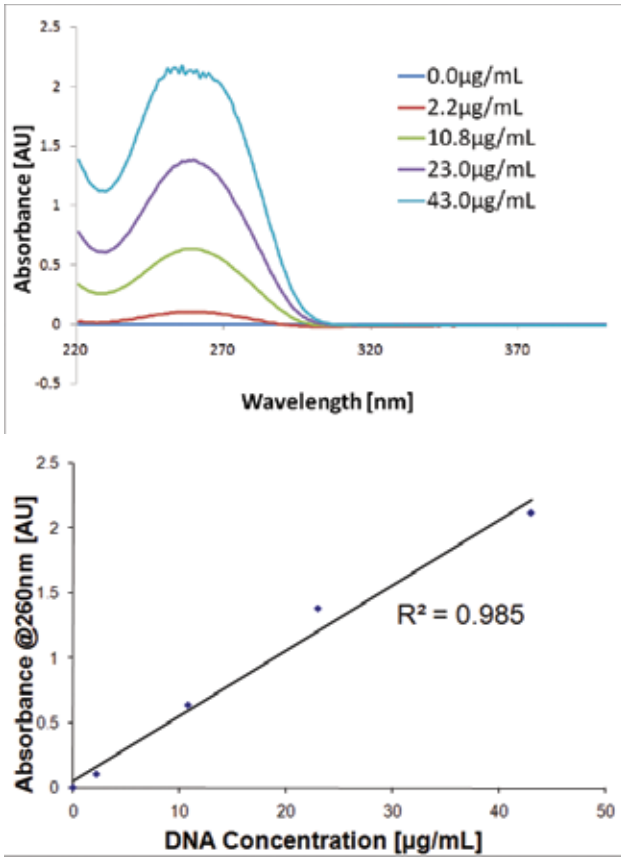 2.5
2
1.5
1
0.5
0
-0.5
Absorbance [AU]
220
270
320
370
Wavelength [nm]
0.0µg/mL
2.2µg/mL
10.8µg/mL
23.0µg/mL
43.0µg/mL
2.5
2
1.5
1
0.5
0
Absorbance @260nm [AU]
R² = 0.985
0
10
20
30
40
50
DNA Concentration [µg/mL]